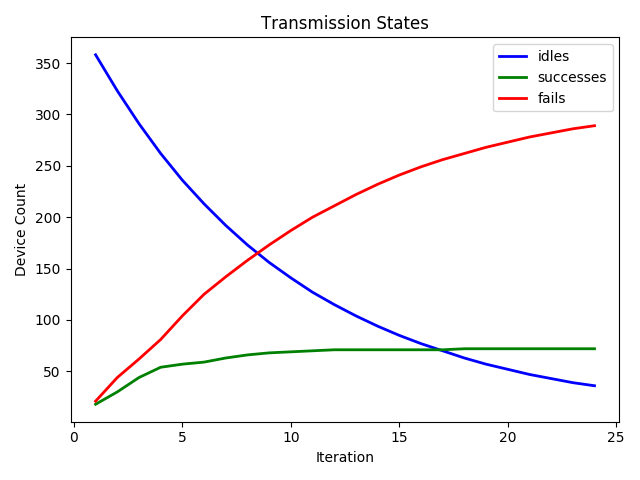 Transmission States
idles
successes
fails
Device Count
350
300
250
200
150
100
50
0 5 10 15 20 25
Iteration